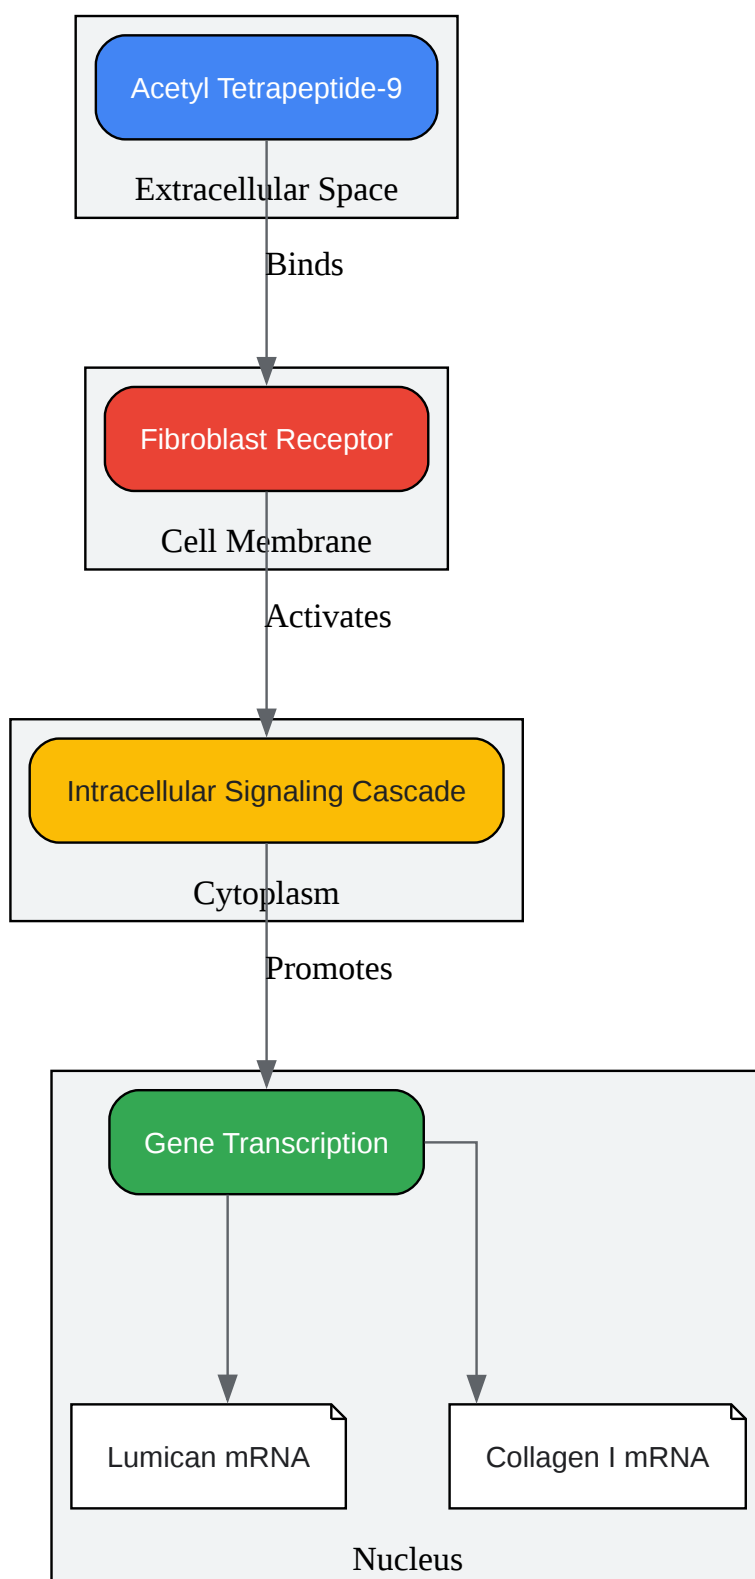 Acetyl Tetrapeptide-9
Extracellular Space
Binds
Fibroblast Receptor
Cell Membrane
Activates
Intracellular Signaling Cascade
Cytoplasm
Promotes
Gene Transcription
Lumican mRNA
Collagen I mRNA
Nucleus